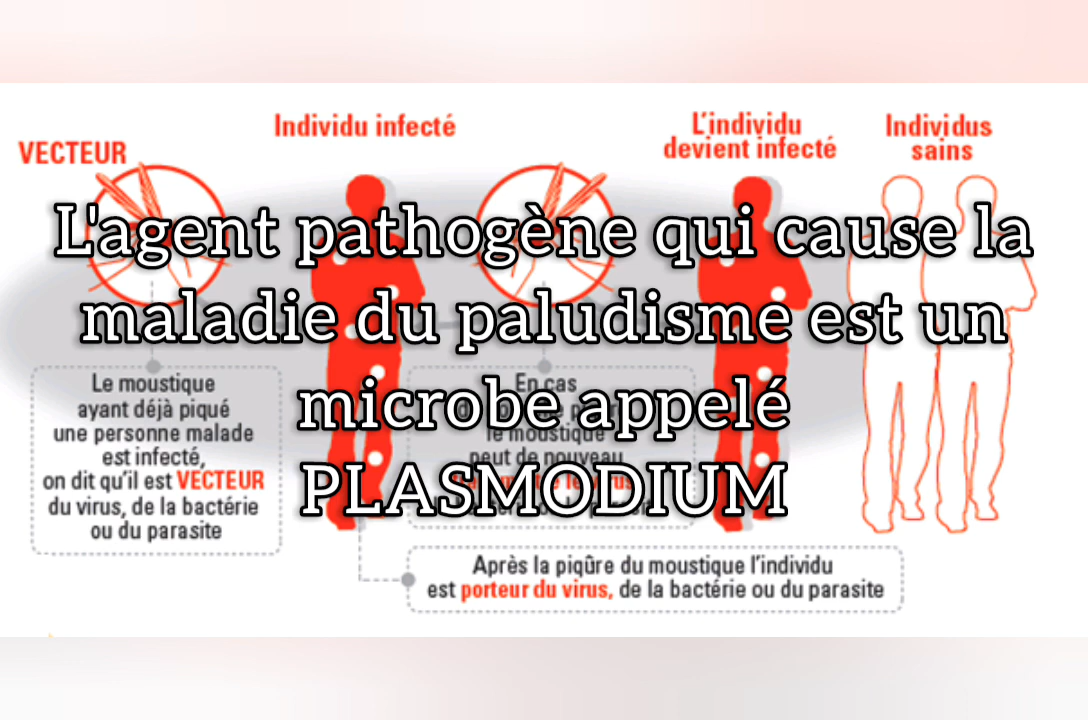 VECTEUR
Individu infecté
L'individu
devient infecté
Individus
sains
L'agent pathogène qui cause la
maladie du paludisme est un
microbe appelé
PLASMODIUM
Le moustique
ayant déjà piqué
une personne malade
est infecté,
on dit qu'il est VECTEUR
du virus, de la bactérie
ou du parasite
En cas
le moustique
peut de nouveau
Après la piqûre du moustique l'individu
est porteur du virus, de la bactérie ou du parasite